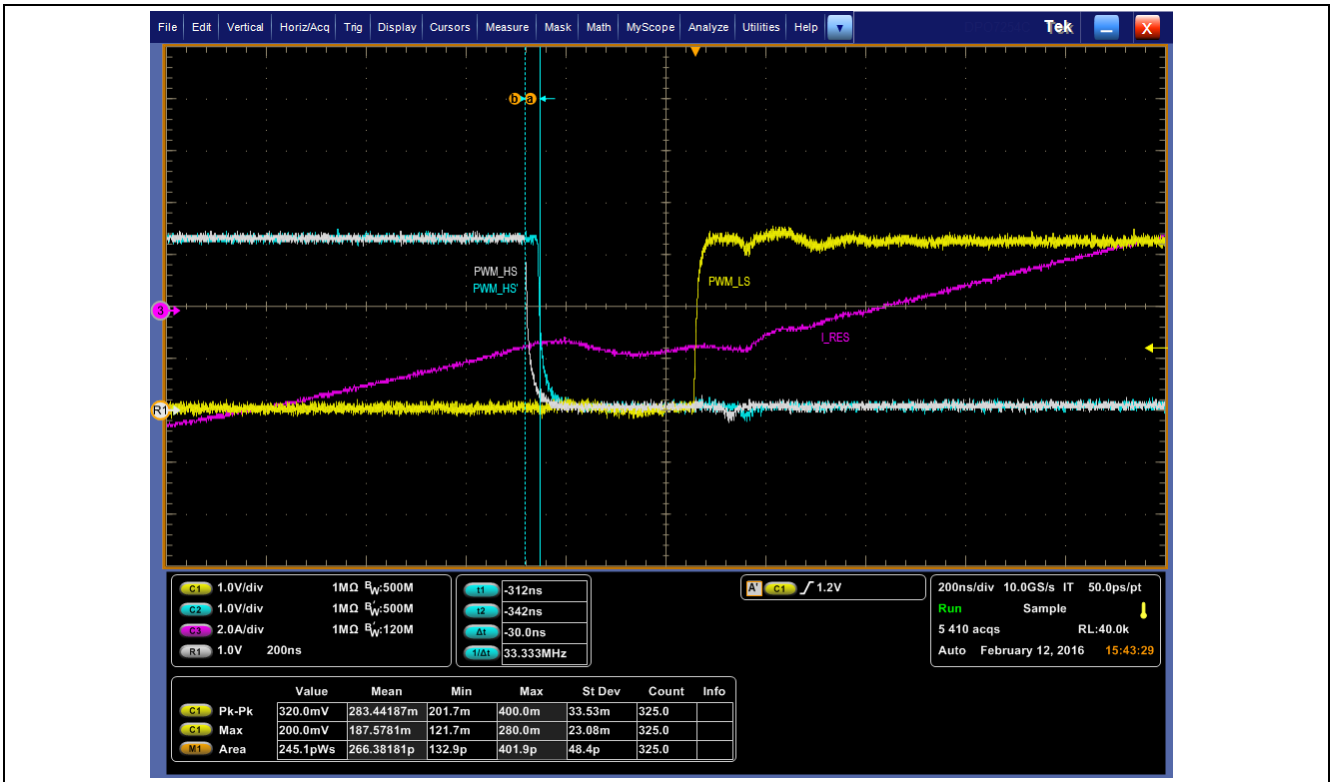 File Edit Vertical Horiz/Acq Trig Display Cursors Measure Mask Math MyScope Analyze Utilities Help Tek X
b a
PWM_HS
PWM_HS'
PWM_LS
3
I_RES
R1
C1 1.0V/div 1MΩ BW:500M
C2 1.0V/div 1MΩ BW:500M
C3 2.0A/div 1MΩ BW:120M
R1 1.0V 200ns
t1 -312ns
t2 -342ns
Δt -30.0ns
1/Δt 33.333MHz
A' C1 1.2V
200ns/div 10.0GS/s IT 50.0ps/pt
Run Sample
5 410 acqs RL:40.0k
Auto February 12, 2016 15:43:29
Value Mean Min Max St Dev Count Info
C1 Pk-Pk 320.0mV 283.44187m 201.7m 400.0m 33.53m 325.0
C1 Max 200.0mV 187.5781m 121.7m 280.0m 23.08m 325.0
M1 Area 245.1pWs 266.38181p 132.9p 401.9p 48.4p 325.0